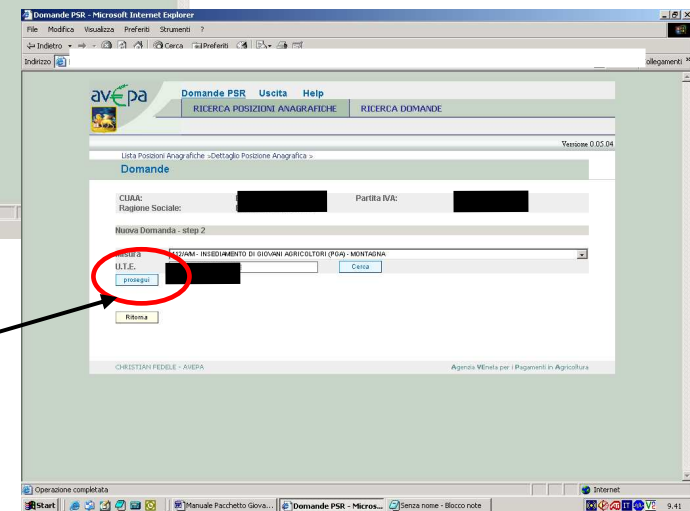 Domande PSR - Microsoft Internet Explorer
File Modifica Visualizza Preferiti Strumenti ?
Indietro Cerca Preferiti
Indirizzo ollegamenti »
avepa
Domande PSR Uscita Help
RICERCA POSIZIONI ANAGRAFICHE RICERCA DOMANDE
Versione 0.05.04
Lista Posizioni Anagrafiche »Dettaglio Posizione Anagrafica »
Domande
CUAA: Partita IVA:
Ragione Sociale:
Nuova Domanda - step 2
Misura 112/A/M - INSEDIAMENTO DI GIOVANI AGRICOLTORI (PGA) - MONTAGNA
U.T.E. Cerca
prosegui
Ritorna
CHRISTIAN FEDELE - AVEPA Agenzia VEneta per i Pagamenti in Agricoltura
Operazione completata Internet
Start Manuale Pacchetto Giova... Domande PSR - Micros... Senza nome - Blocco note 9.41